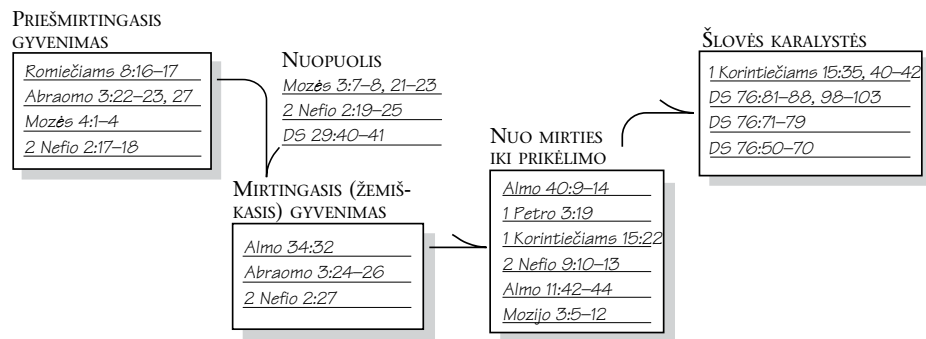 Priešmirtingasis
gyvenimas
Romiečiams 8:16–17
Abraomo 3:22–23, 27
Mozės 4:1–4
2 Nefio 2:17–18
Nuopuolis
Mozės 3:7–8, 21–23
2 Nefio 2:19–25
DS 29:40–41
Mirtingasis (žemiš-
kasis) gyvenimas
Almo 34:32
Abraomo 3:24–26
2 Nefio 2:27
Nuo mirties
iki prikėlimo
Almo 40:9–14
1 Petro 3:19
1 Korintiečiams 15:22
2 Nefio 9:10–13
Almo 11:42–44
Mozijo 3:5–12
Šlovės karalystės
1 Korintiečiams 15:35, 40–42
DS 76:81–88, 98–103
DS 76:71–79
DS 76:50–70